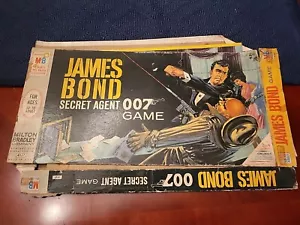 MB
JAMES
BOND
SECRET AGENT 007
GAME
FOR
AGES
MILTON
BRADLEY
JAMES BOND
GAME
MB
SECRET AGENT GAME
JAMES BOND 007